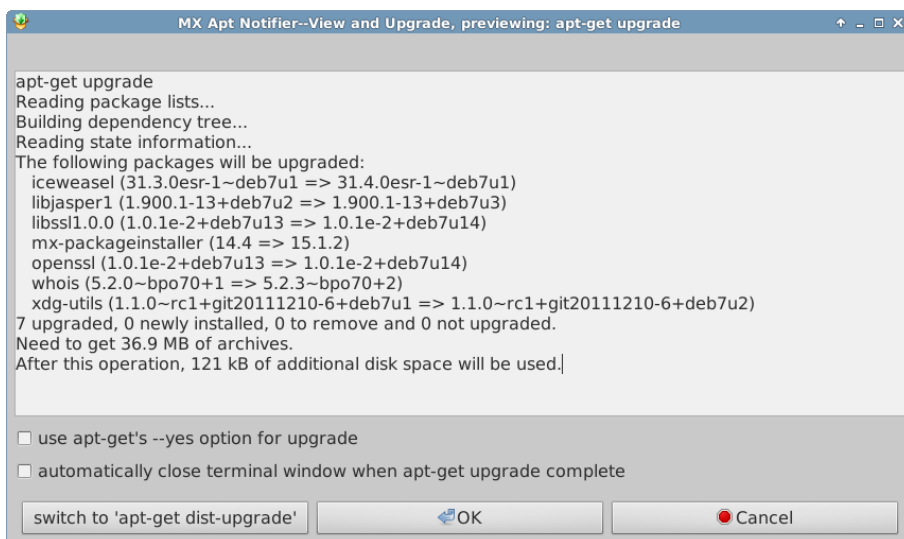 MX Apt Notifier--View and Upgrade, previewing: apt-get upgrade
apt-get upgrade
Reading package lists...
Building dependency tree...
Reading state information...
The following packages will be upgraded:
iceweasel (31.3.0esr-1~deb7u1 => 31.4.0esr-1~deb7u1)
libjasper1 (1.900.1-13+deb7u2 => 1.900.1-13+deb7u3)
libssl1.0.0 (1.0.1e-2+deb7u13 => 1.0.1e-2+deb7u14)
mx-packageinstaller (14.4 => 15.1.2)
openssl (1.0.1e-2+deb7u13 => 1.0.1e-2+deb7u14)
whois (5.2.0~bpo70+1 => 5.2.3~bpo70+2)
xdg-utils (1.1.0~rc1+git20111210-6+deb7u1 => 1.1.0~rc1+git20111210-6+deb7u2)
7 upgraded, 0 newly installed, 0 to remove and 0 not upgraded.
Need to get 36.9 MB of archives.
After this operation, 121 kB of additional disk space will be used.
use apt-get's --yes option for upgrade
automatically close terminal window when apt-get upgrade complete
switch to 'apt-get dist-upgrade' OK Cancel